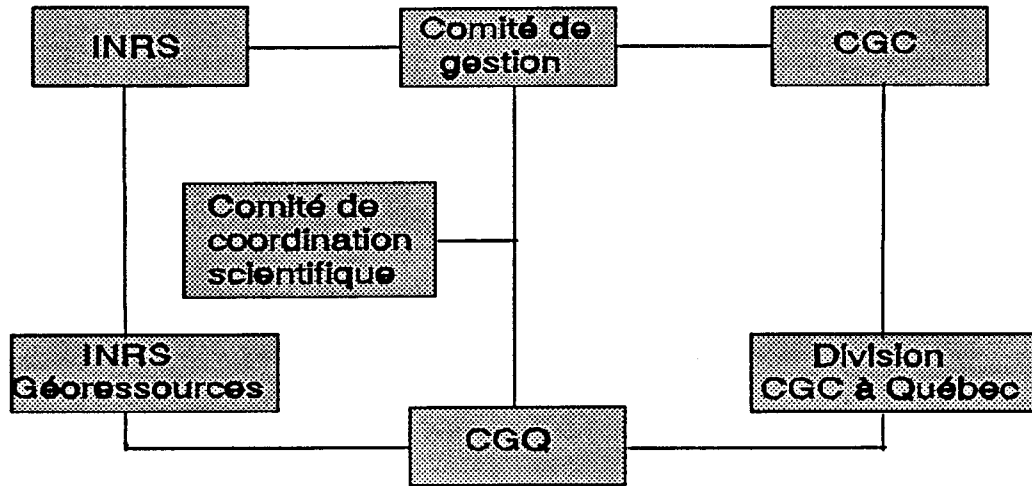 INRS
Comité de
gestion
CGC
Comité de
coordination
scientifique
INRS
Géoressources
Division
CGC à Québec
CGQ